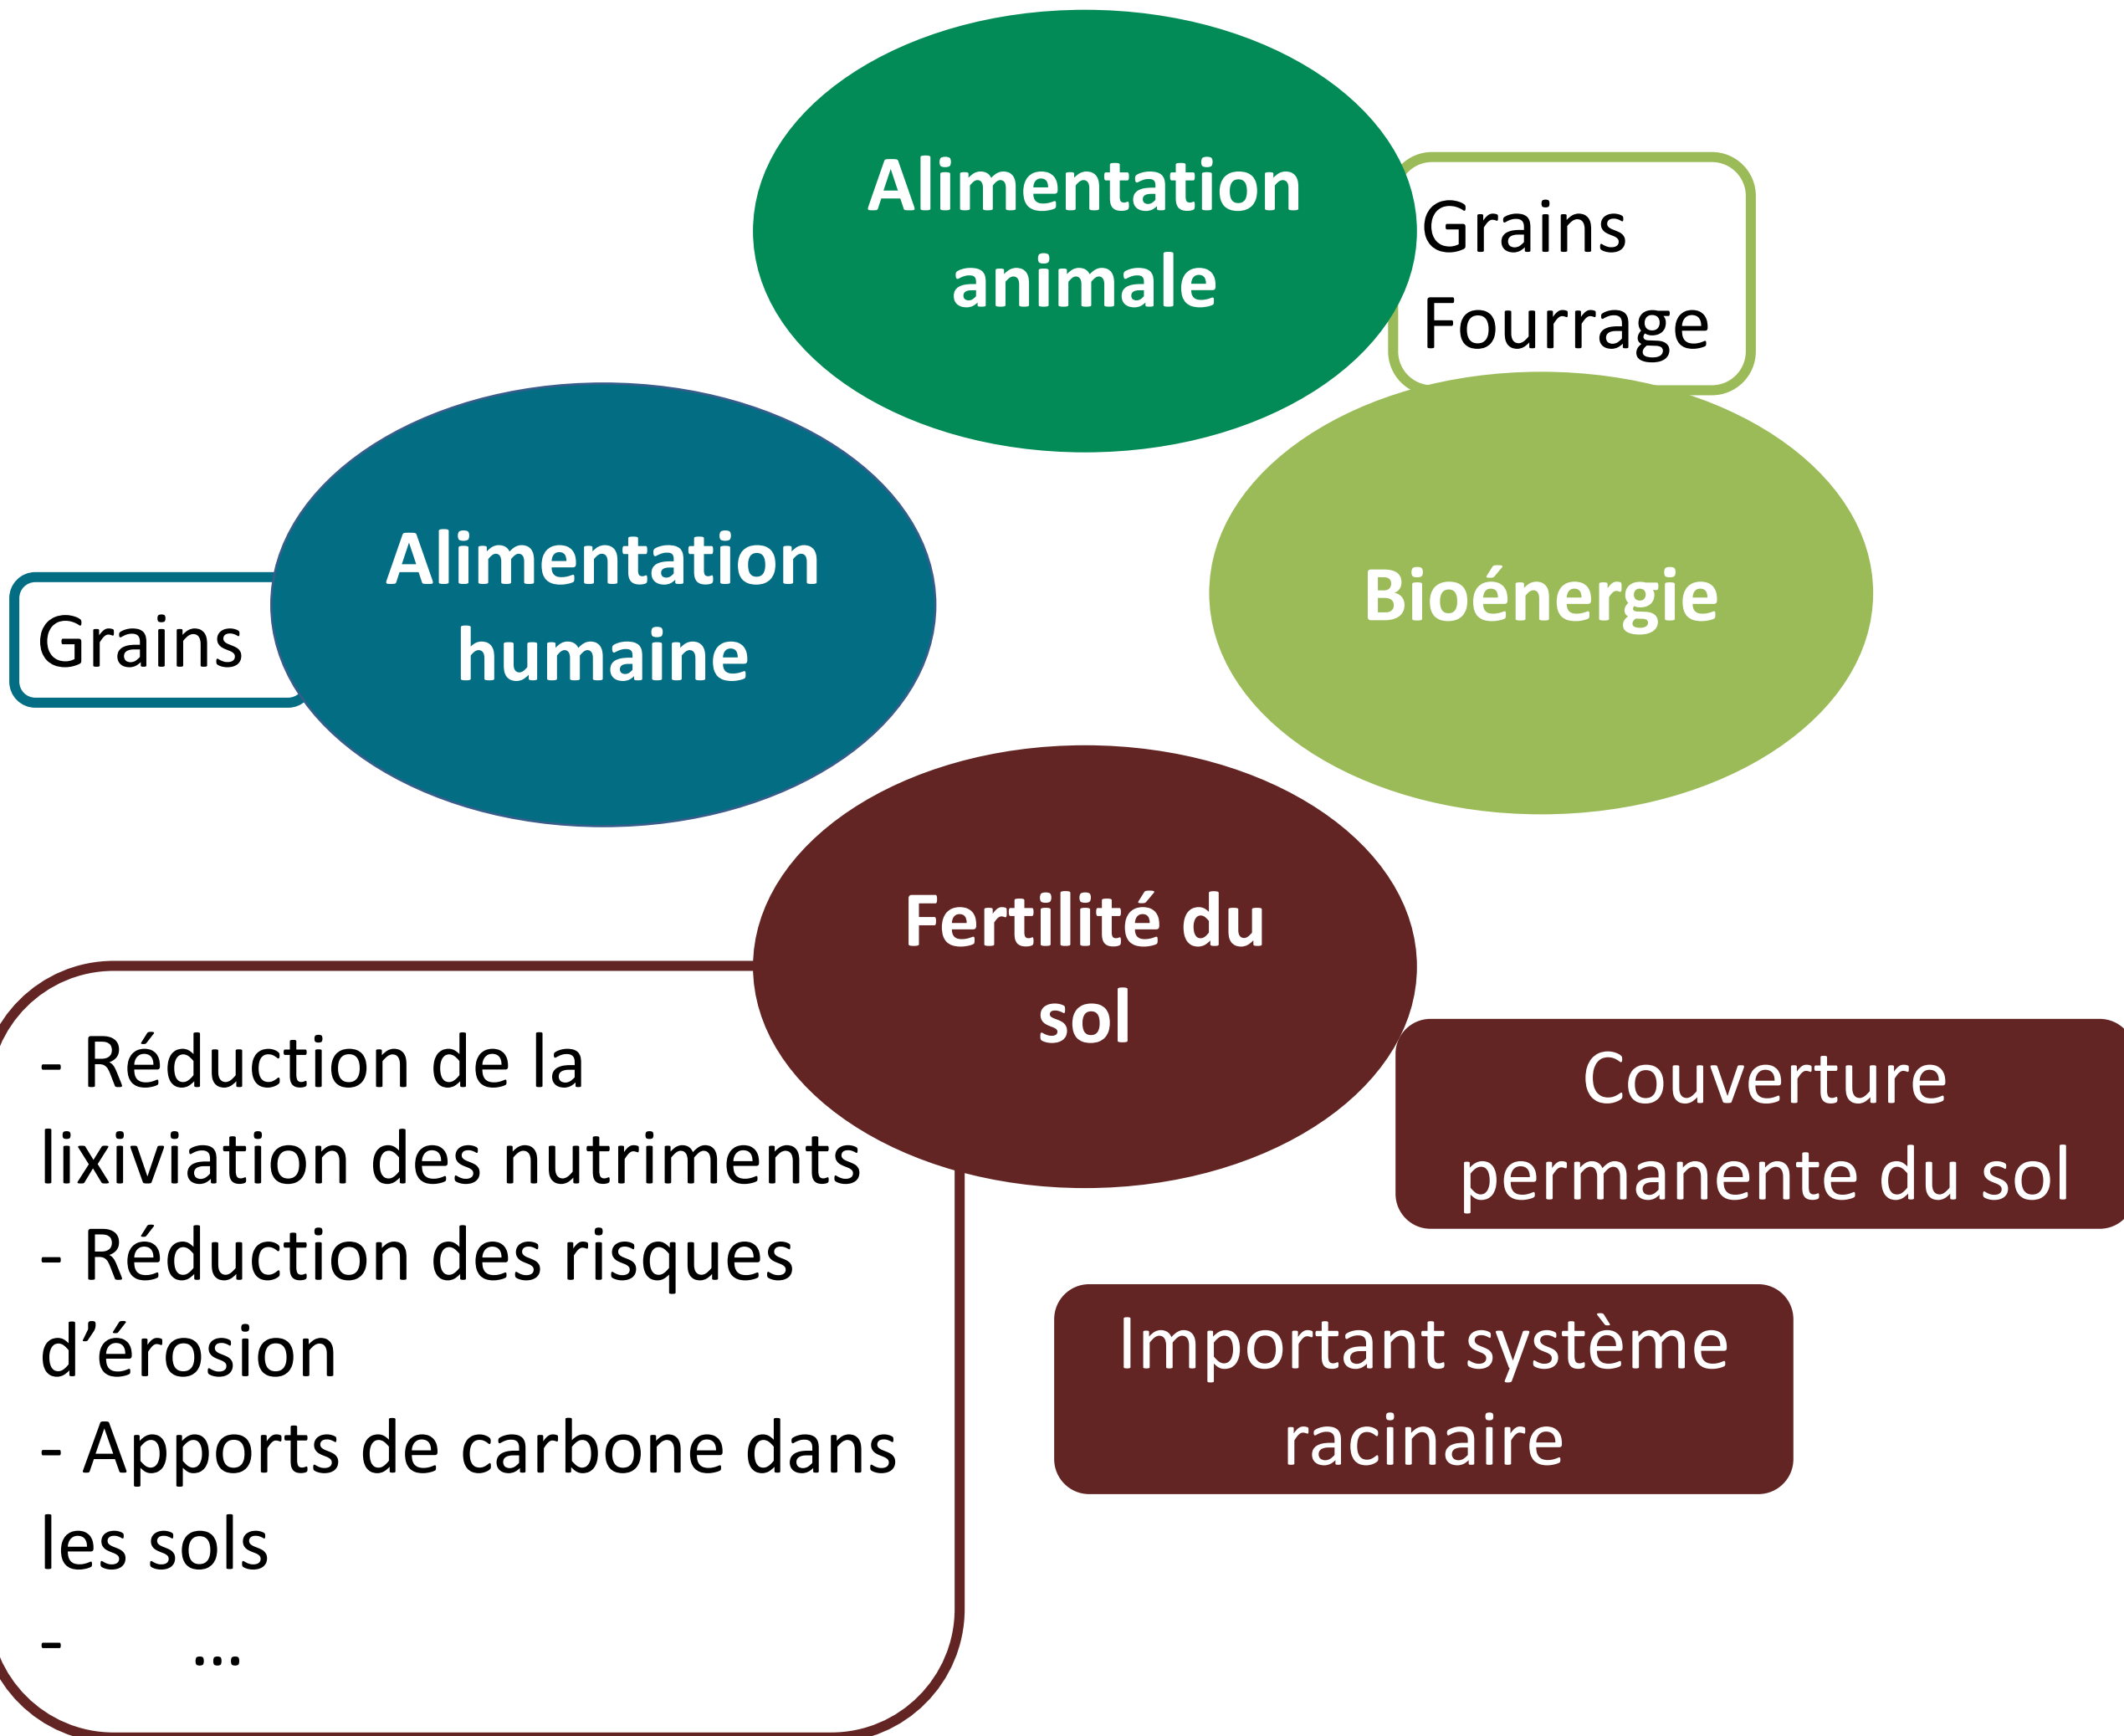 Alimentation
animale
Grains
Fourrage
Alimentation
humaine
Grains
Bioénergie
Fertilité du
sol
- Réduction de la
lixiviation des nutriments
- Réduction des risques
d’érosion
- Apports de carbone dans
les sols
- ...
Couverture
permanente du sol
Important système
racinaire